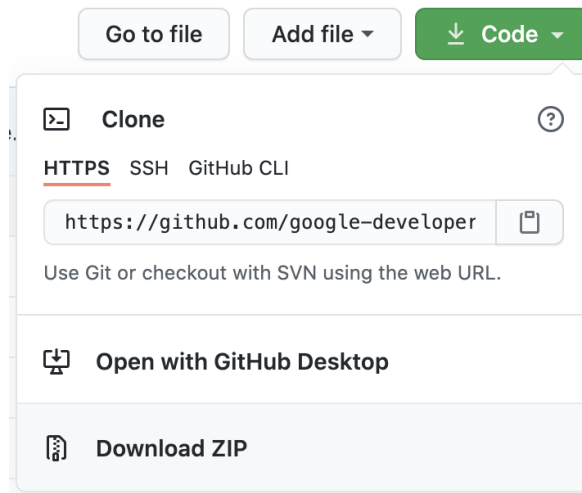 Go to file
Add file
Code
Clone
HTTPS SSH GitHub CLI
https://github.com/google-developer
Use Git or checkout with SVN using the web URL.
Open with GitHub Desktop
Download ZIP